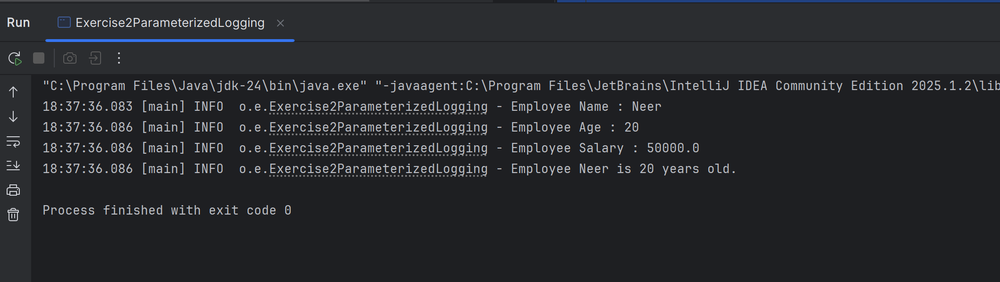 Run Exercise2ParameterizedLogging
"C:\Program Files\Java\jdk-24\bin\java.exe" "-javaagent:C:\Program Files\JetBrains\IntelliJ IDEA Community Edition 2025.1.2\lib
18:37:36.083 [main] INFO  o.e.Exercise2ParameterizedLogging - Employee Name : Neer
18:37:36.086 [main] INFO  o.e.Exercise2ParameterizedLogging - Employee Age : 20
18:37:36.086 [main] INFO  o.e.Exercise2ParameterizedLogging - Employee Salary : 50000.0
18:37:36.086 [main] INFO  o.e.Exercise2ParameterizedLogging - Employee Neer is 20 years old.
Process finished with exit code 0